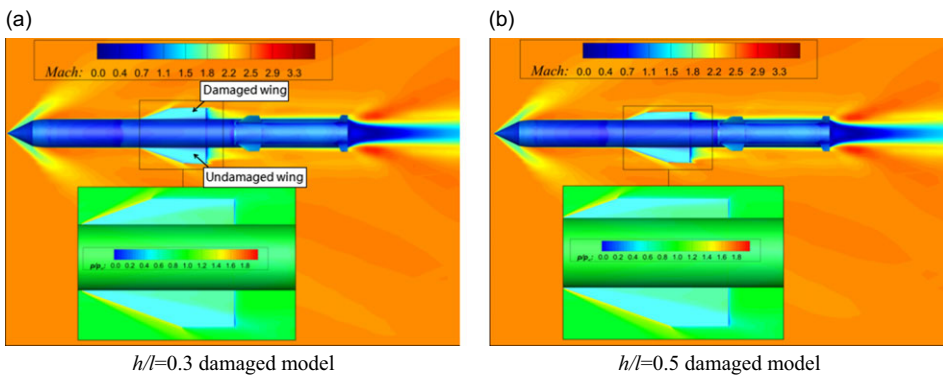 (a)
Mach: 0.0 0.4 0.7 1.1 1.5 1.8 2.2 2.5 2.9 3.3
Damaged wing
Undamaged wing
p/p∞: 0.0 0.2 0.4 0.6 0.8 1.0 1.2 1.4 1.6 1.8
h/l=0.3 damaged model
(b)
Mach: 0.0 0.4 0.7 1.1 1.5 1.8 2.2 2.5 2.9 3.3
p/p∞: 0.0 0.2 0.4 0.6 0.8 1.0 1.2 1.4 1.6 1.8
h/l=0.5 damaged model